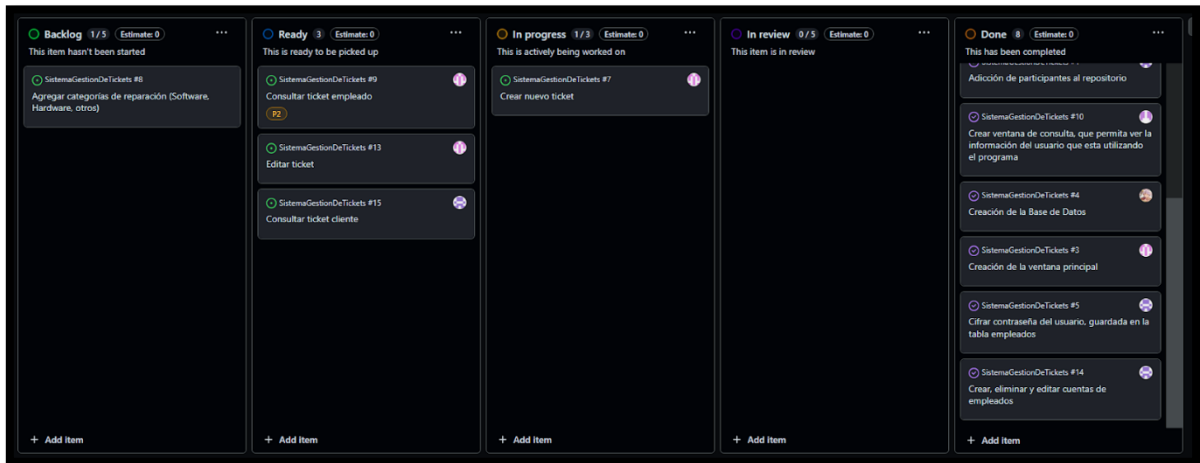 Backlog 1 / 5 Estimate: 0
This item hasn't been started
SistemaGestionDeTickets #8
Agregar categorías de reparación (Software,
Hardware, otros)
+ Add item
Ready 3 Estimate: 0
This is ready to be picked up
SistemaGestionDeTickets #9
Consultar ticket empleado
P2
SistemaGestionDeTickets #13
Editar ticket
SistemaGestionDeTickets #15
Consultar ticket cliente
+ Add item
In progress 1 / 3 Estimate: 0
This is actively being worked on
SistemaGestionDeTickets #7
Crear nuevo ticket
+ Add item
In review 0 / 5 Estimate: 0
This item is in review
+ Add item
Done 8 Estimate: 0
This has been completed
Adicción de participantes al repositorio
SistemaGestionDeTickets #10
Crear ventana de consulta, que permita ver la
información del usuario que esta utilizando
el programa
SistemaGestionDeTickets #4
Creación de la Base de Datos
SistemaGestionDeTickets #3
Creación de la ventana principal
SistemaGestionDeTickets #5
Cifrar contraseña del usuario, guardada en la
tabla empleados
SistemaGestionDeTickets #14
Crear, eliminar y editar cuentas de
empleados
+ Add item